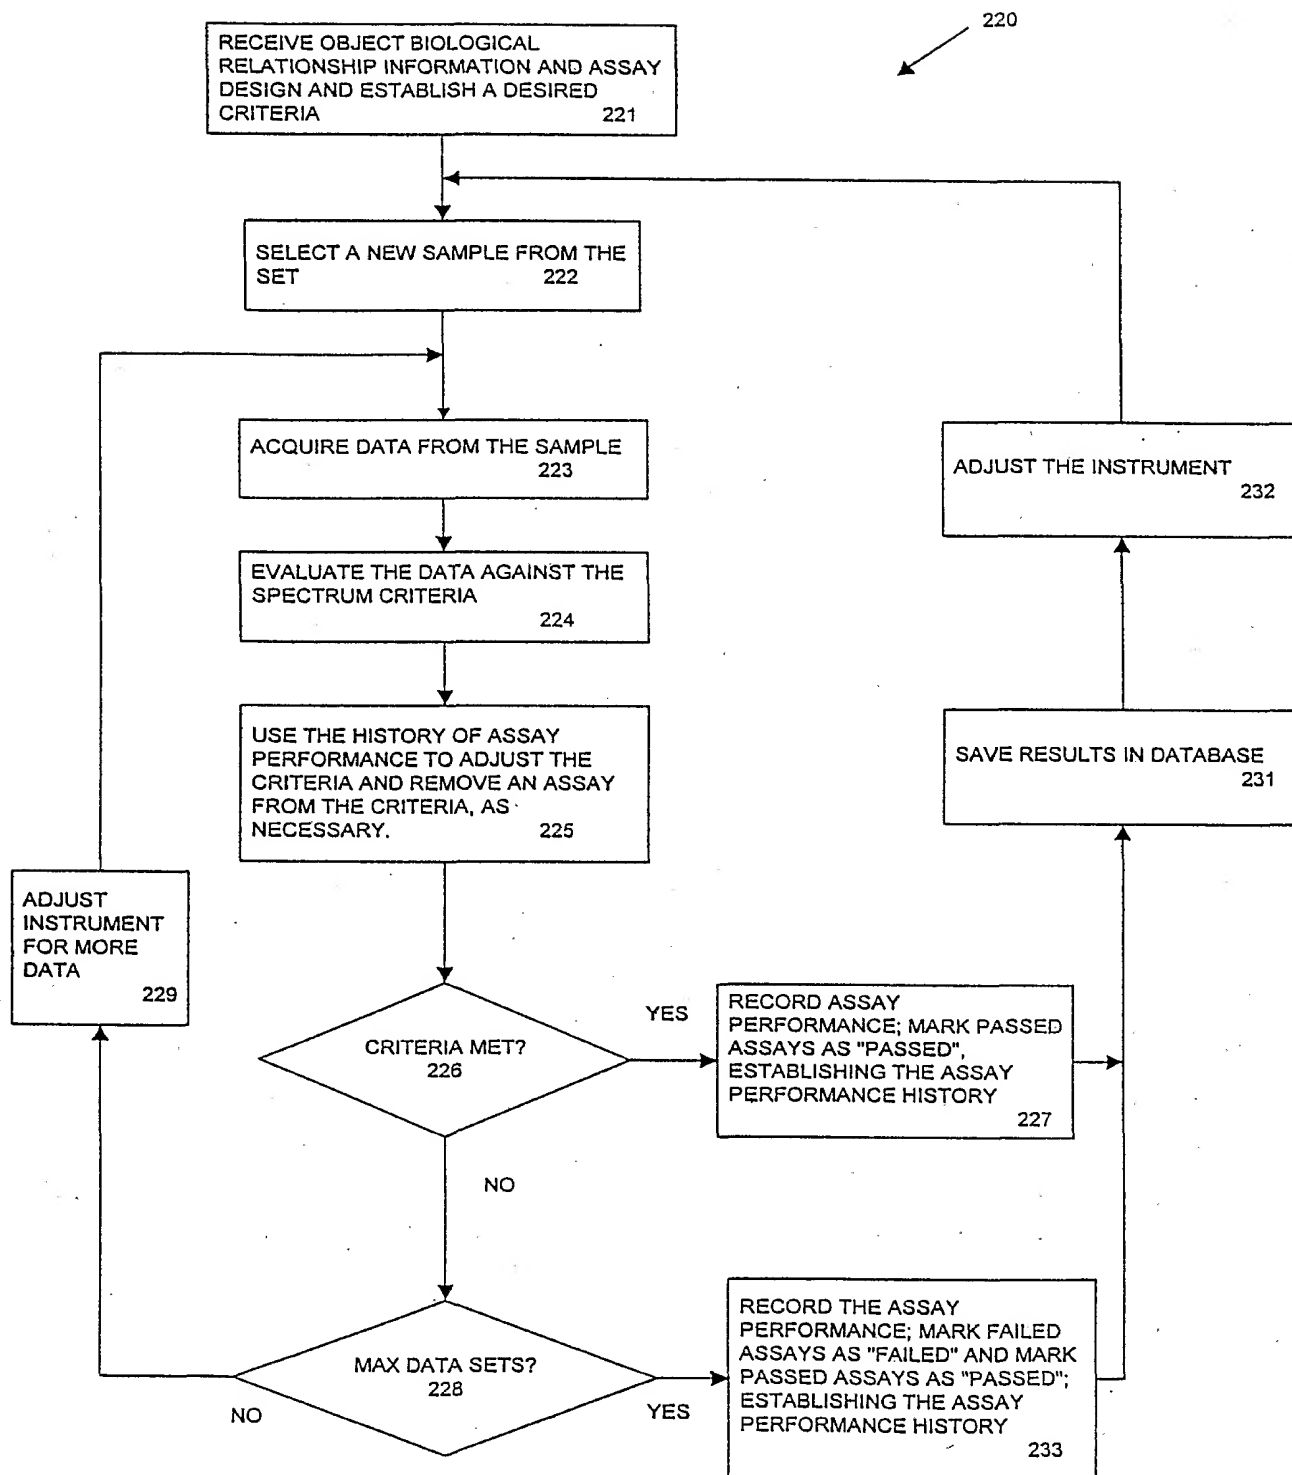 220
RECEIVE OBJECT BIOLOGICAL
RELATIONSHIP INFORMATION AND ASSAY
DESIGN AND ESTABLISH A DESIRED
CRITERIA 221
SELECT A NEW SAMPLE FROM THE
SET 222
ACQUIRE DATA FROM THE SAMPLE
223
EVALUATE THE DATA AGAINST THE
SPECTRUM CRITERIA
224
USE THE HISTORY OF ASSAY
PERFORMANCE TO ADJUST THE
CRITERIA AND REMOVE AN ASSAY
FROM THE CRITERIA, AS
NECESSARY. 225
CRITERIA MET?
226
YES
NO
RECORD ASSAY
PERFORMANCE; MARK PASSED
ASSAYS AS "PASSED",
ESTABLISHING THE ASSAY
PERFORMANCE HISTORY
227
MAX DATA SETS?
228
NO
YES
ADJUST
INSTRUMENT
FOR MORE
DATA
229
RECORD THE ASSAY
PERFORMANCE; MARK FAILED
ASSAYS AS "FAILED" AND MARK
PASSED ASSAYS AS "PASSED";
ESTABLISHING THE ASSAY
PERFORMANCE HISTORY
233
SAVE RESULTS IN DATABASE
231
ADJUST THE INSTRUMENT
232